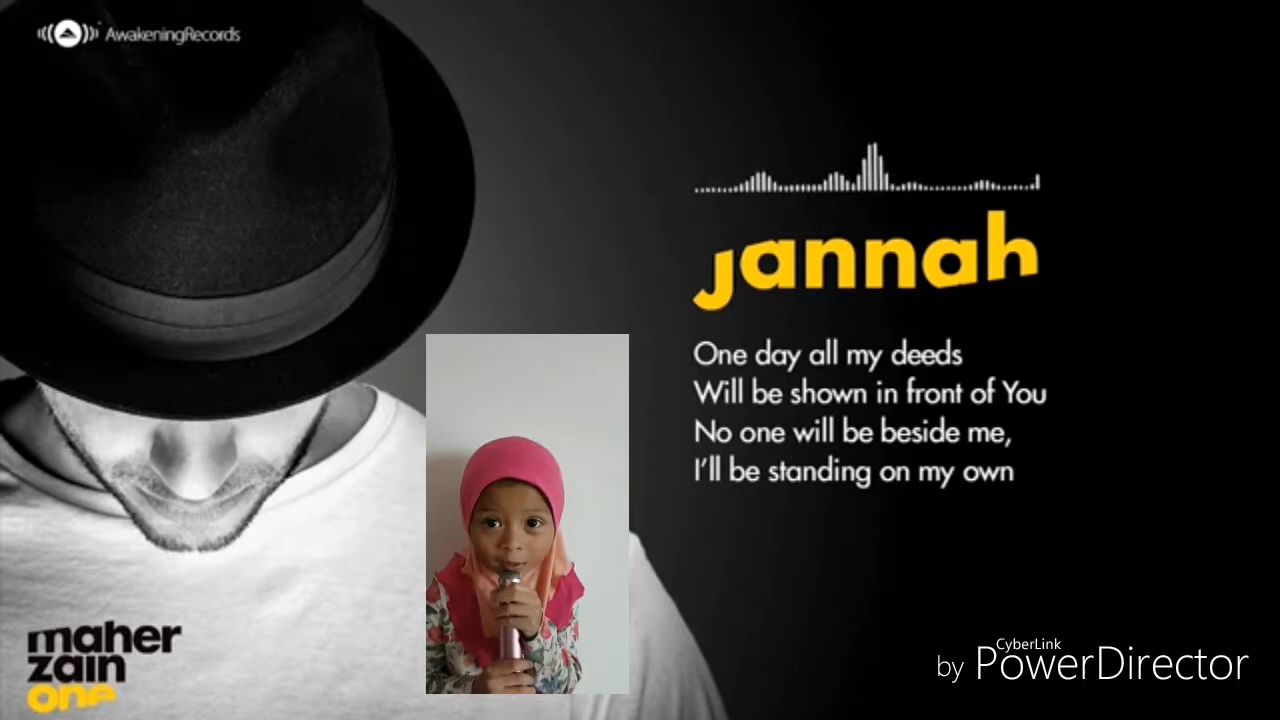 AwakeningRecords
jannah
One day all my deeds
Will be shown in front of You
No one will be beside me,
I'll be standing on my own
maher
zain
one
CyberLink
by PowerDirector